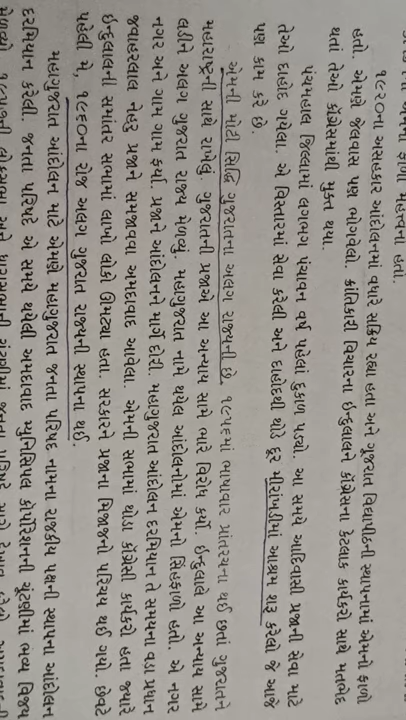 ૧૯૨૦ના અસહકાર આંદોલનમાં વધારે સક્રિય રહ્યા હતા અને ગૂજરાત વિદ્યાપીઠની સ્થાપનામાં એમનો ફાળો
હતો. એમણે જેલવાસ પણ ભોગવેલો. ક્રાંતિકારી વિચારના ઈન્દુલાલને કૉંગ્રેસના કેટલાક કાર્યકરો સાથે મતભેદ
થતાં તેઓ કૉંગ્રેસમાંથી મુક્ત થયા.
પંચમહાલ જિલ્લામાં લગભગ પંચાવન વર્ષ પહેલાં દુકાળ પડ્યો. આ સમયે આદિવાસી પ્રજાની સેવા માટે
તેઓ દાહોદ ગયેલા. એ વિસ્તારમાં સેવા કરેલી અને દાહોદથી થોડે દૂર મીરાંખેડીમાં આશ્રમ શરૂ કરેલો જે આજે
પણ કામ કરે છે.
એમની મોટી સિદ્ધિ ગુજરાતના અલગ રાજ્યની છે. ૧૯૫૬માં ભાષાવાર પ્રાંતરચના થઈ છતાં ગુજરાતને
મહારાષ્ટ્રની સાથે રાખેલું. ગુજરાતની પ્રજાએ આ અન્યાય સામે ભારે વિરોધ કર્યો. ઈન્દુલાલે આ અન્યાય સામે
લડીને અલગ ગુજરાત રાજ્ય મેળવ્યું. મહાગુજરાત નામે થયેલ આંદોલનોમાં એમનો સિંહફાળો હતો. એ નગર
નગર અને ગામ ગામ ફર્યા. પ્રજાને આંદોલનને માર્ગે દોરી. મહાગુજરાત આંદોલન દરમિયાન તે સમયના વડા પ્રધાન
જવાહરલાલ નેહરુ પ્રજાને સમજાવવા અમદાવાદ આવેલા. એમની સભામાં થોડા કૉંગ્રેસી કાર્યકરો હતા જ્યારે
ઈન્દુલાલની સમાંતર સભામાં લાખો લોકો ઊમટ્યા હતા. સરકારને પ્રજાના મિજાજનો પરિચય થઈ ગયો. છેવટે
પહેલી મે, ૧૯૬૦ના રોજ અલગ ગુજરાત રાજ્યની સ્થાપના થઈ.
મહાગુજરાત આંદોલન માટે એમણે મહાગુજરાત જનતા પરિષદ નામના રાજકીય પક્ષની સ્થાપના આંદોલન
દરમિયાન કરેલી. જનતા પરિષદે એ સમયે થયેલી અમદાવાદ મ્યુનિસિપલ કૉર્પોરેશનની ચૂંટણીમાં ભવ્ય વિજય